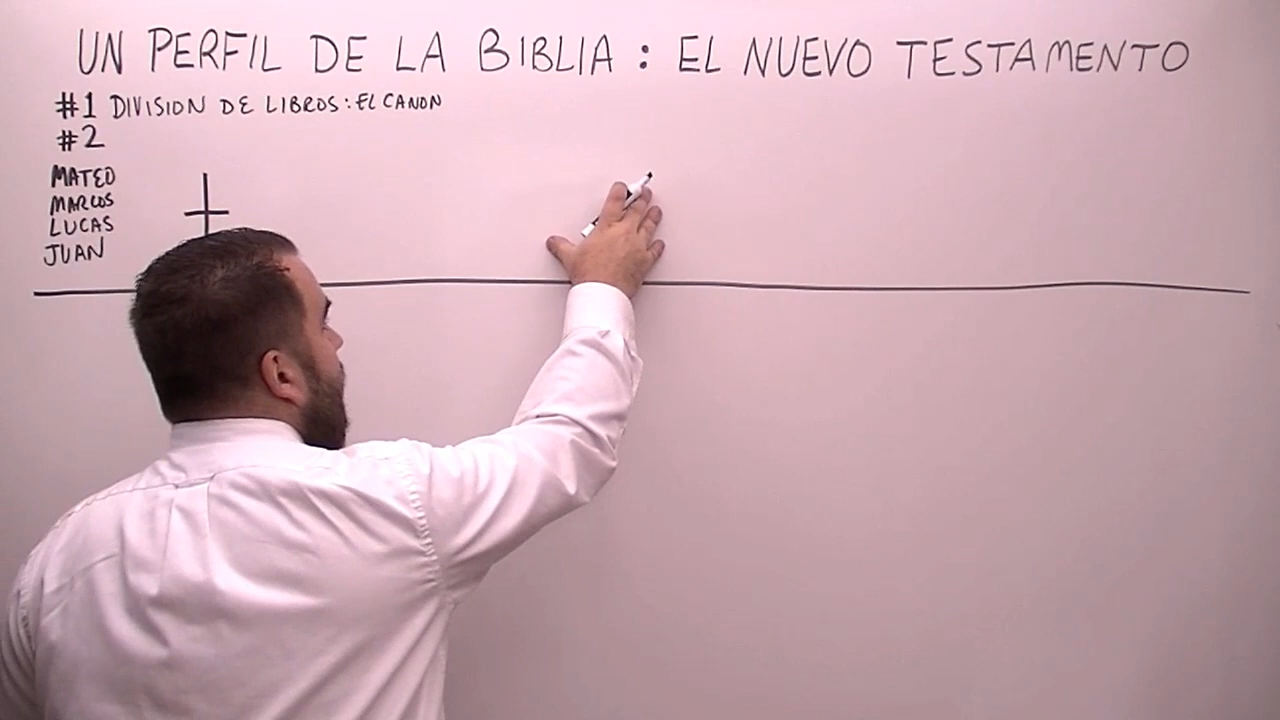 UN PERFIL DE LA BIBLIA : EL NUEVO TESTAMENTO
#1 DIVISION DE LIBROS : EL CANON
#2
MATEO
MARCOS
LUCAS
JUAN